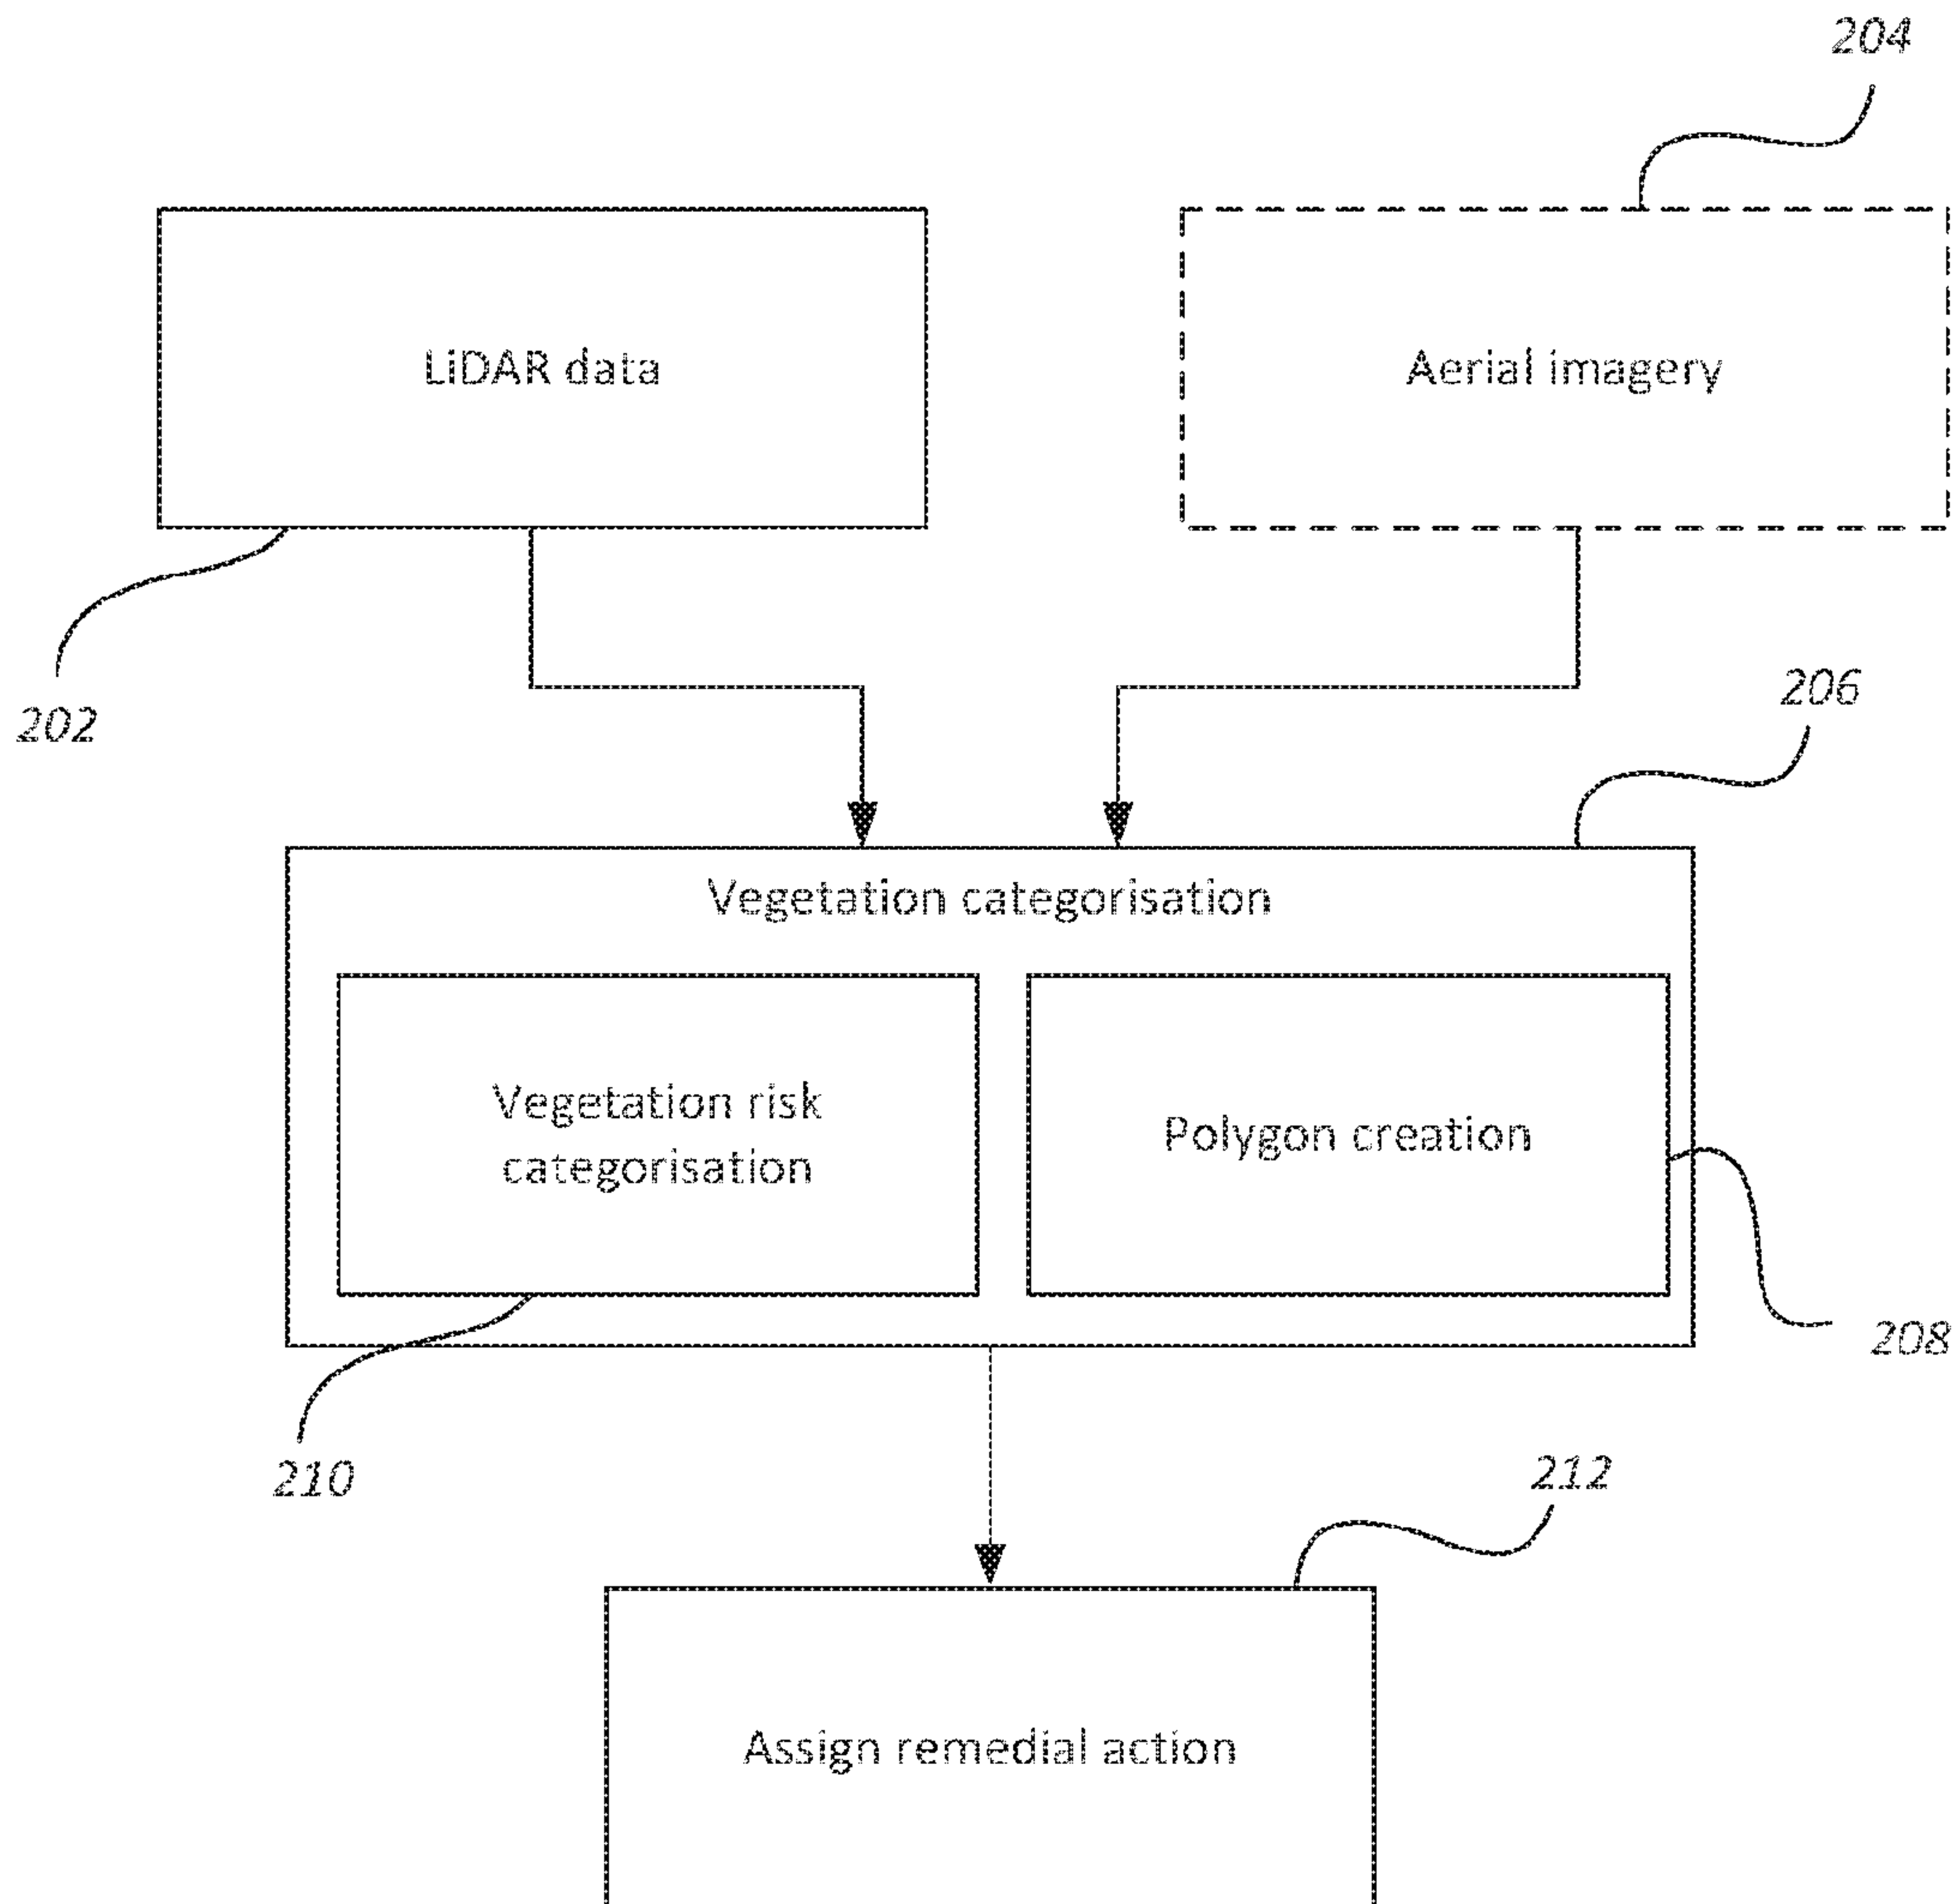 204
LiDAR data
Aerial imagery
202
206
Vegetation categorisation
Vegetation risk
categorisation
Polygon creation
208
210
212
Assign remedial action